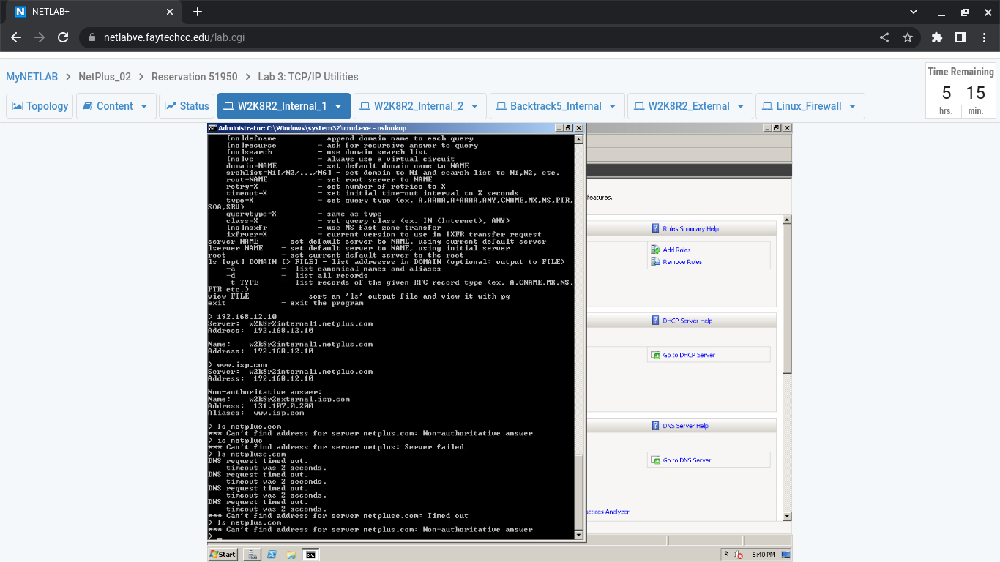 NETLAB+
netlabve.faytechcc.edu/lab.cgi
MyNETLAB > NetPlus_02 > Reservation 51950 > Lab 3: TCP/IP Utilities
Time Remaining
5 15
hrs. min.
Topology Content Status W2K8R2_Internal_1 W2K8R2_Internal_2 Backtrack5_Internal W2K8R2_External Linux_Firewall
Administrator: C:\Windows\system32\cmd.exe - nslookup
[no]defname - append domain name to each query
[no]recurse - ask for recursive answer to query
[no]search - use domain search list
[no]vc - always use a virtual circuit
domain=NAME - set default domain name to NAME
srchlist=N1[/N2/.../N6] - set domain to N1 and search list to N1,N2, etc.
root=NAME - set root server to NAME
retry=X - set number of retries to X
timeout=X - set initial time-out interval to X seconds
type=X - set query type (ex. A,AAAA,A+AAAA,ANY,CNAME,MX,NS,PTR,
SOA,SRV)
querytype=X - same as type
class=X - set query class (ex. IN (Internet), ANY)
[no]msxfr - use MS fast zone transfer
ixfrver=X - current version to use in IXFR transfer request
server NAME - set default server to NAME, using current default server
lserver NAME - set default server to NAME, using initial server
root - set current default server to the root
ls [opt] DOMAIN [> FILE] - list addresses in DOMAIN (optional: output to FILE)
-a - list canonical names and aliases
-d - list all records
-t TYPE - list records of the given RFC record type (ex. A,CNAME,MX,NS,
PTR etc.)
view FILE - sort an 'ls' output file and view it with pg
exit - exit the program
> 192.168.12.10
Server: w2k8r2internal1.netplus.com
Address: 192.168.12.10
Name: w2k8r2internal1.netplus.com
Address: 192.168.12.10
> www.isp.com
Server: w2k8r2internal1.netplus.com
Address: 192.168.12.10
Non-authoritative answer:
Name: w2k8r2external.isp.com
Address: 131.107.0.200
Aliases: www.isp.com
> Is netplus.com
*** Can't find address for server netplus.com: Non-authoritative answer
> is netplus
*** Can't find address for server netplus: Server failed
> Is netpluse.com
DNS request timed out.
timeout was 2 seconds.
DNS request timed out.
timeout was 2 seconds.
DNS request timed out.
timeout was 2 seconds.
DNS request timed out.
timeout was 2 seconds.
*** Can't find address for server netpluse.com: Timed out
> Is netplus.com
*** Can't find address for server netplus.com: Non-authoritative answer
> _
features.
Roles Summary Help
Add Roles
Remove Roles
DHCP Server Help
Go to DHCP Server
DNS Server Help
Go to DNS Server
actices Analyzer
Start
6:40 PM